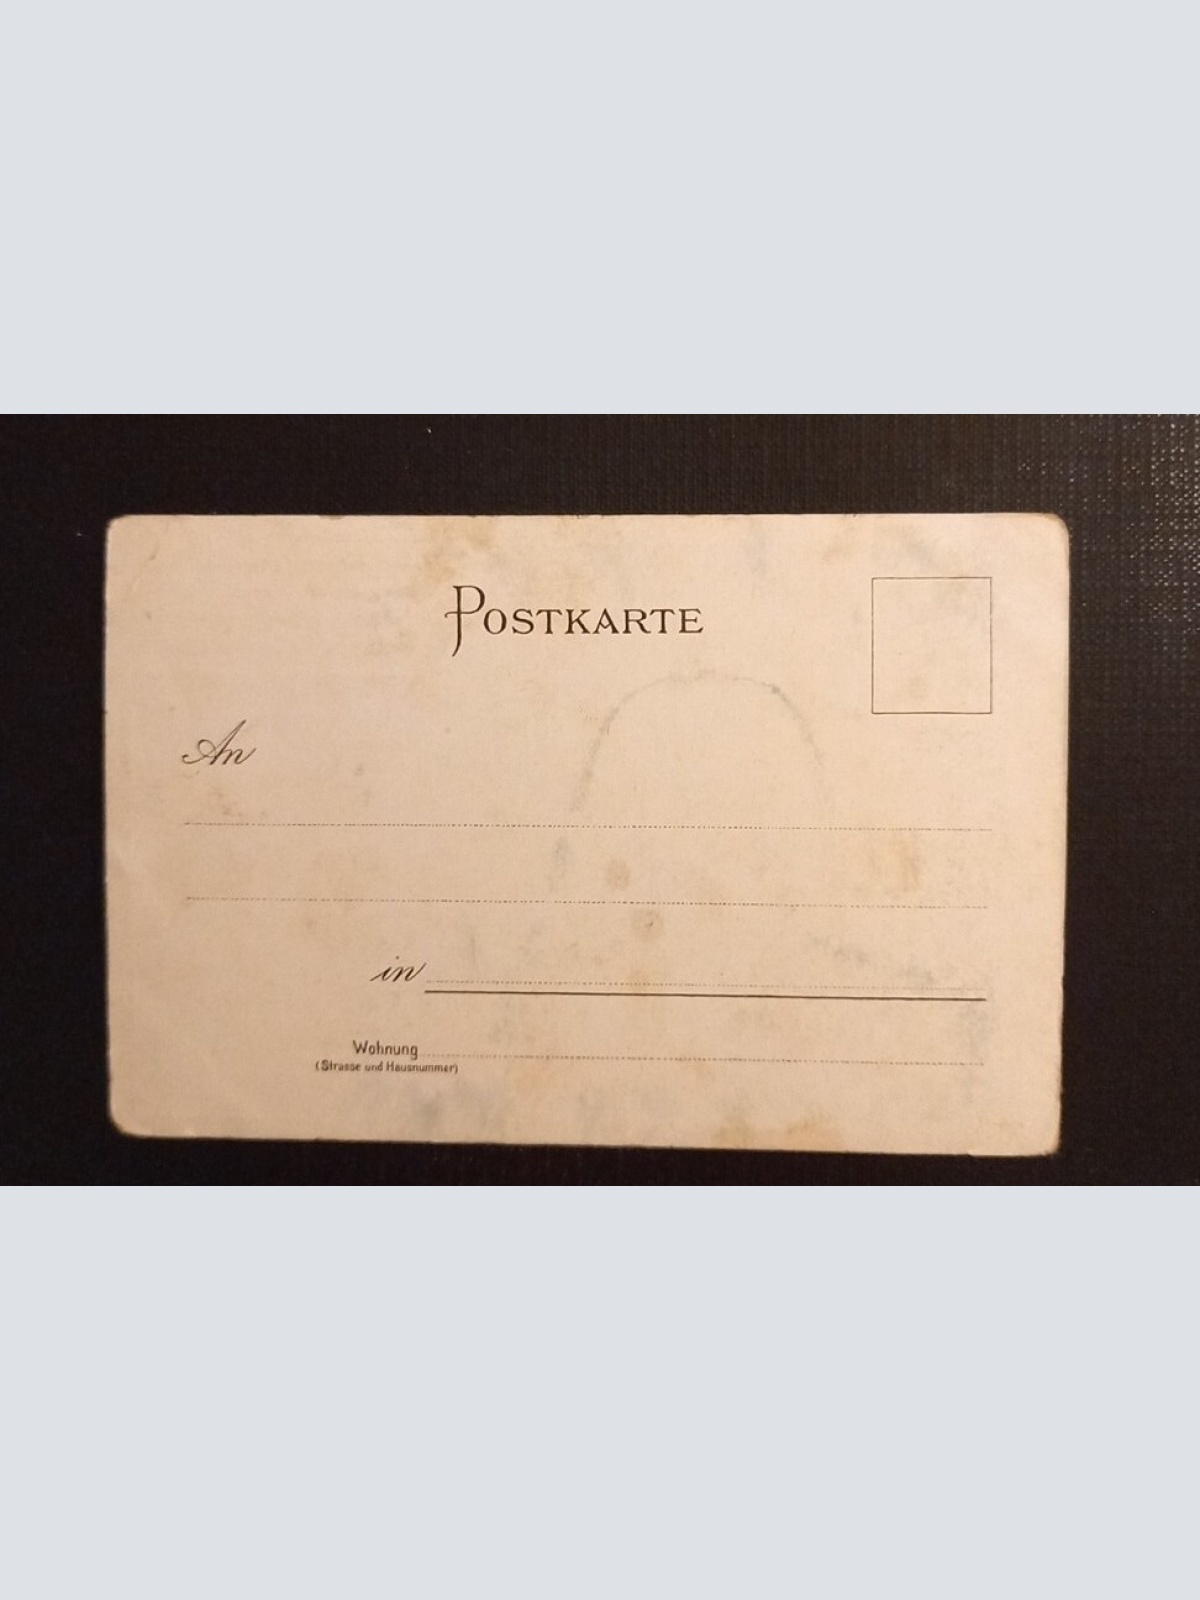 POSTKARTE
An
in
Wohnung
(Strasse und Hausnummer)